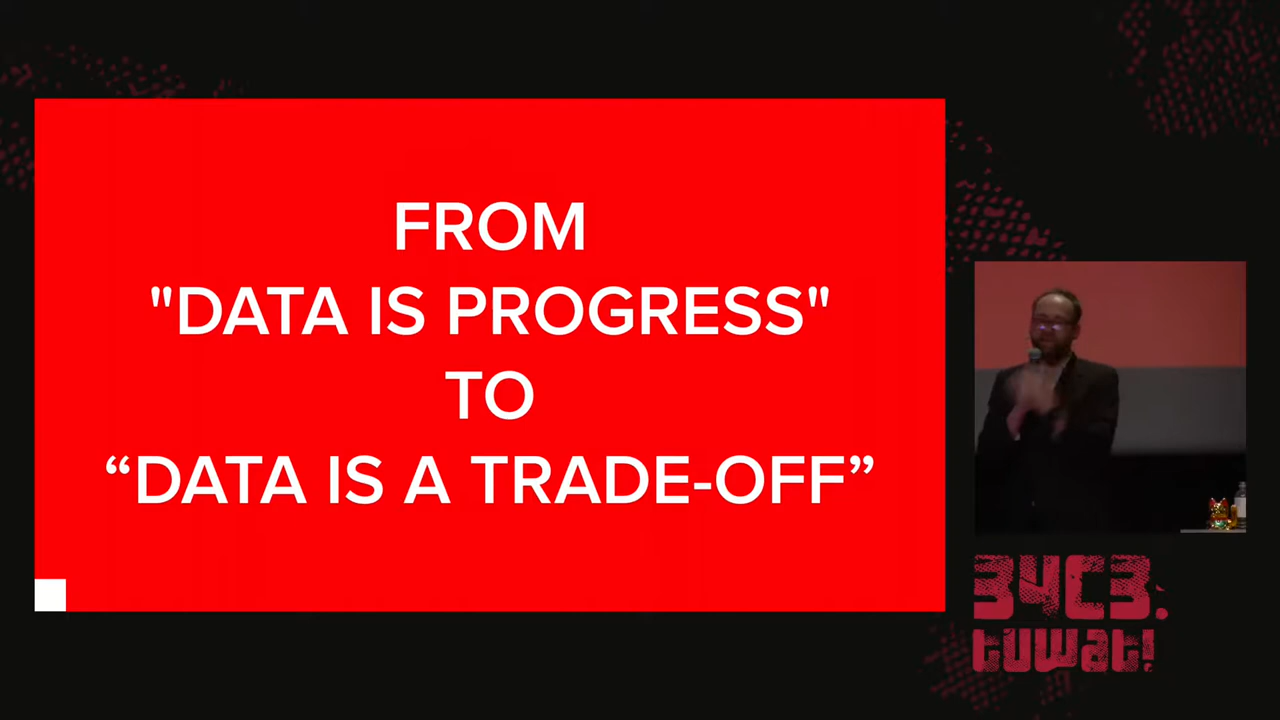 FROM
"DATA IS PROGRESS"
TO
“DATA IS A TRADE-OFF”
34C3.
tuwat!